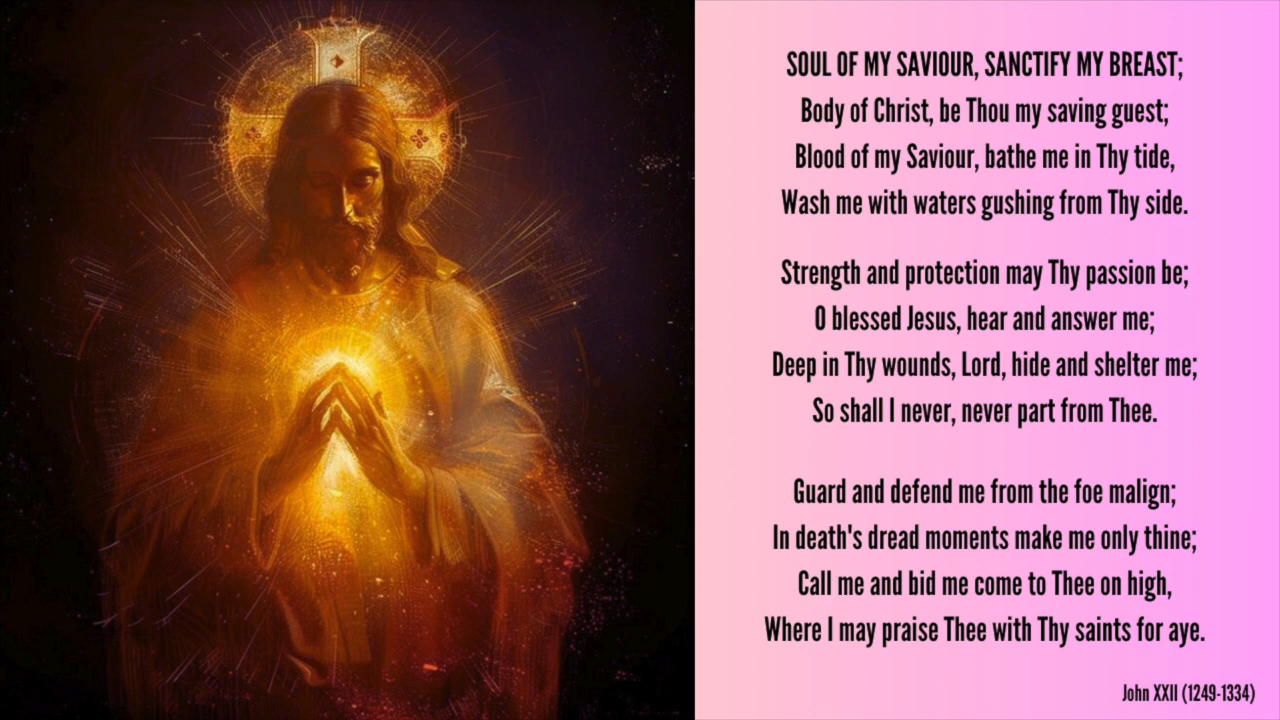 SOUL OF MY SAVIOUR, SANCTIFY MY BREAST;
Body of Christ, be Thou my saving guest;
Blood of my Saviour, bathe me in Thy tide,
Wash me with waters gushing from Thy side.
Strength and protection may Thy passion be;
O blessed Jesus, hear and answer me;
Deep in Thy wounds, Lord, hide and shelter me;
So shall I never, never part from Thee.
Guard and defend me from the foe malign;
In death's dread moments make me only thine;
Call me and bid me come to Thee on high,
Where I may praise Thee with Thy saints for aye.
John XXII (1249-1334)